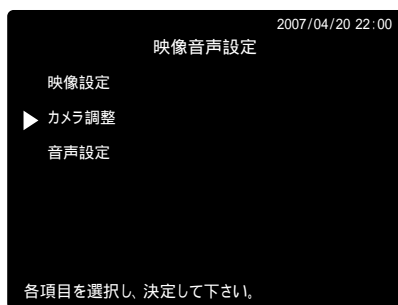 2007/04/20 22:00
映像音声設定
映像設定
カメラ調整
音声設定
各項目を選択し、決定して下さい。